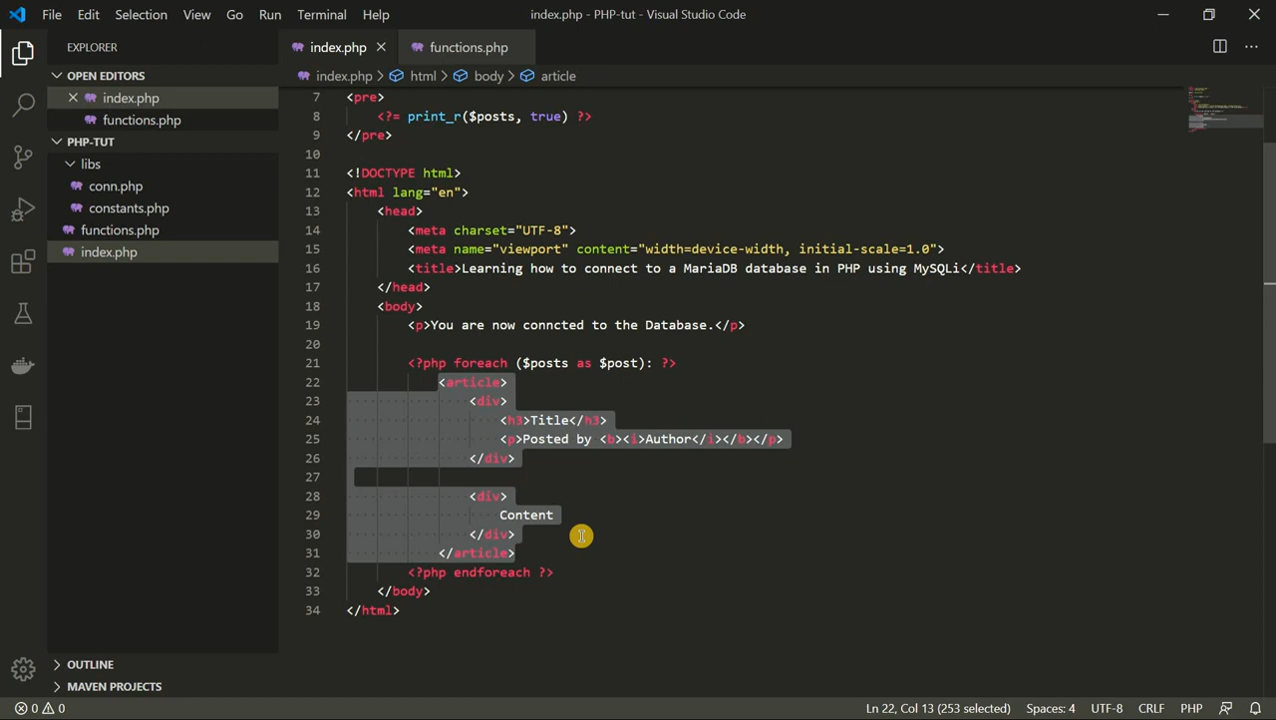 File Edit Selection View Go Run Terminal Help index.php - PHP-tut - Visual Studio Code
EXPLORER
OPEN EDITORS
index.php
functions.php
PHP-TUT
libs
conn.php
constants.php
functions.php
index.php
OUTLINE
MAVEN PROJECTS
index.php functions.php
index.php > html > body > article
7 <pre>
8 <?= print_r($posts, true) ?>
9 </pre>
10
11 <!DOCTYPE html>
12 <html lang="en">
13 <head>
14 <meta charset="UTF-8">
15 <meta name="viewport" content="width=device-width, initial-scale=1.0">
16 <title>Learning how to connect to a MariaDB database in PHP using MySQLi</title>
17 </head>
18 <body>
19 <p>You are now conncted to the Database.</p>
20
21 <?php foreach ($posts as $post): ?>
22 <article>
23 <div>
24 <h3>Title</h3>
25 <p>Posted by <b><i>Author</i></b></p>
26 </div>
27
28 <div>
29 Content
30 </div>
31 </article>
32 <?php endforeach ?>
33 </body>
34 </html>
0 0 Ln 22, Col 13 (253 selected) Spaces: 4 UTF-8 CRLF PHP